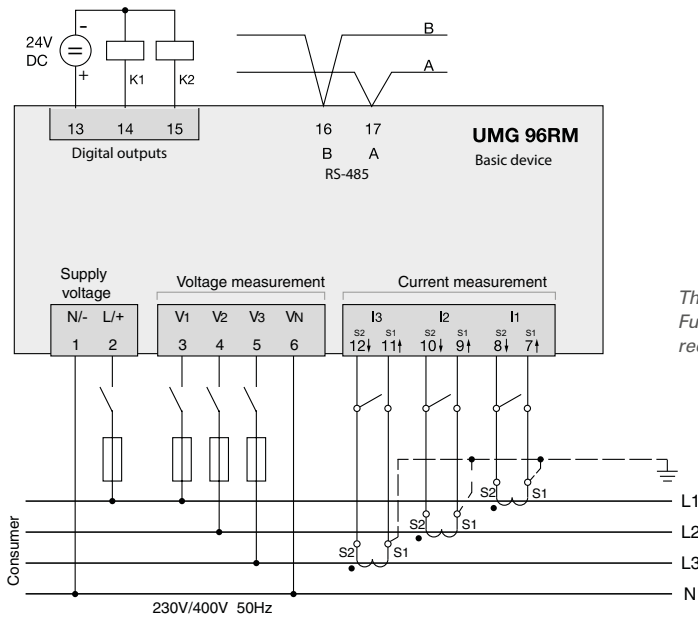 24V
DC
-
=
+
K1
K2
B
A
13 14 15
Digital outputs
16 17
B A
RS-485
UMG 96RM
Basic device
Supply
voltage
N/- L/+
1 2
Voltage measurement
V1 V2 V3 VN
3 4 5 6
Current measurement
I3 I2 I1
S2 S1 S2 S1 S2 S1
12 11 10 9 8 7
Th
Fu
S2 S1
L1
S2 S1
L2
S2 S1
L3
N
Consumer
230V/400V 50Hz